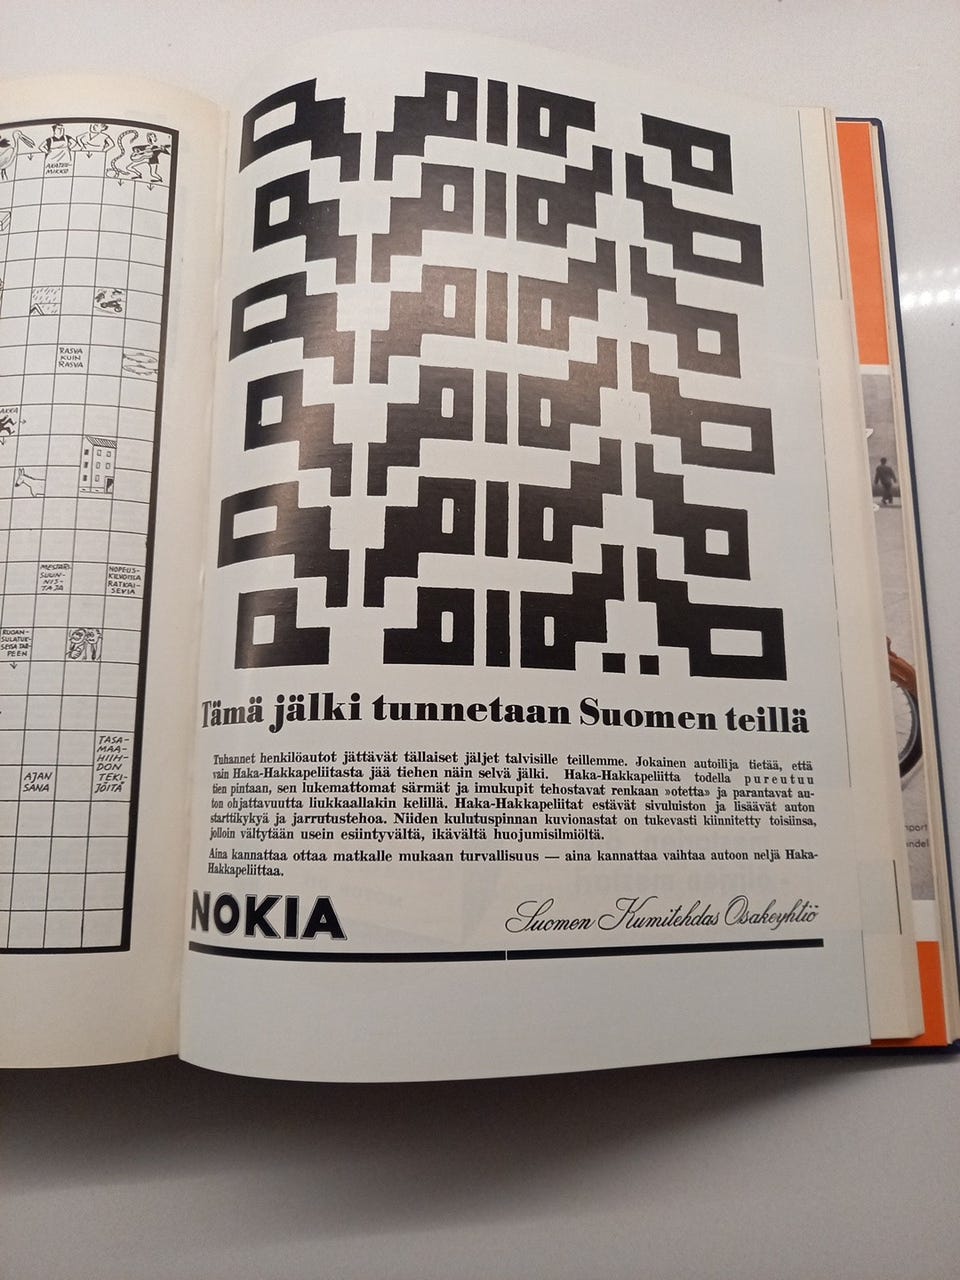 AKATEE-
MIKKO
RASVA
KUIN
RASVA
MESTARI-
SUUN-
NIS-
TAJA
NOPEUS-
KILVOISSA
RATKAI-
SEVIA
AJAN
SANA
TASA-
MAA-
HIIH-
DON
TEKI-
JÖITÄ
Tämä jälki tunnetaan Suomen teillä
Tuhannet henkilöautot jättävät tällaiset jäljet talvisille teillemme. Jokainen autoilija tietää, että
vain Haka-Hakkapeliitasta jää tiehen näin selvä jälki. Haka-Hakkapeliitta todella pureutuu
tien pintaan, sen lukemattomat särmät ja imukupit tehostavat renkaan »otetta» ja parantavat au-
ton ohjattavuutta liukkaallakin kelillä. Haka-Hakkapeliitat estävät sivuluiston ja lisäävät auton
starttikykyä ja jarrutustehoa. Niiden kulutuspinnan kuvionastat on tukevasti kiinnitetty toisiinsa,
jolloin vältytään usein esiintyvältä, ikävältä huojumisilmiöltä.
Aina kannattaa ottaa matkalle mukaan turvallisuus — aina kannattaa vaihtaa autoon neljä Haka-
Hakkapeliittaa.
NOKIA
Suomen Kumitehdas Osakeyhtiö